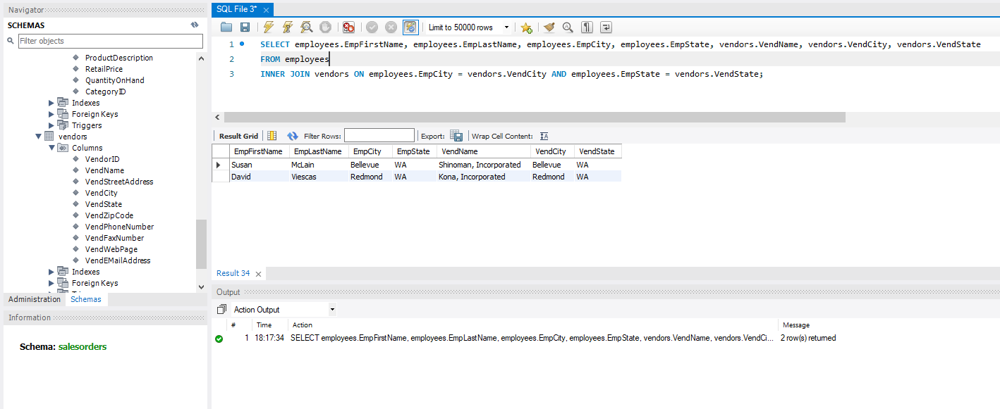 Navigator
SCHEMAS
Filter objects
ProductDescription
RetailPrice
QuantityOnHand
CategoryID
Indexes
Foreign Keys
Triggers
vendors
Columns
VendorID
VendName
VendStreetAddress
VendCity
VendState
VendZipCode
VendPhoneNumber
VendFaxNumber
VendWebPage
VendEMailAddress
Indexes
Foreign Keys
Administration Schemas
Information
Schema: salesorders
SQL File 3*
Limit to 50000 rows
1 SELECT employees.EmpFirstName, employees.EmpLastName, employees.EmpCity, employees.EmpState, vendors.VendName, vendors.VendCity, vendors.VendState
2 FROM employees
3 INNER JOIN vendors ON employees.EmpCity = vendors.VendCity AND employees.EmpState = vendors.VendState;
Result Grid Filter Rows: Export: Wrap Cell Content:
EmpFirstName EmpLastName EmpCity EmpState VendName VendCity VendState
Susan McLain Bellevue WA Shinoman, Incorporated Bellevue WA
David Viescas Redmond WA Kona, Incorporated Redmond WA
Result 34
Output
Action Output
# Time Action Message
1 18:17:34 SELECT employees.EmpFirstName, employees.EmpLastName, employees.EmpCity, employees.EmpState, vendors.VendName, vendors.VendCi... 2 row(s) returned